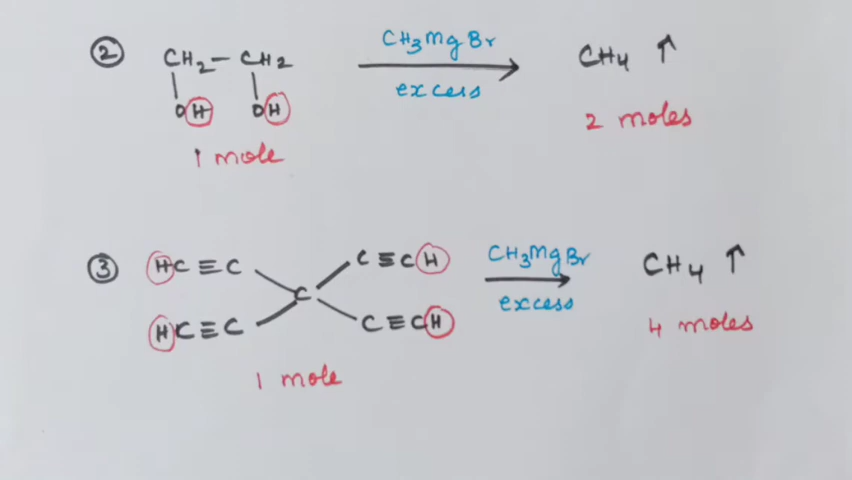 ② CH₂ – CH₂ CH₃MgBr CH₄ ↑
OH OH excess 2 moles
1 mole
③ HC ≡ C C ≡ CH CH₃MgBr CH₄ ↑
C excess 4 moles
HC ≡ C C ≡ CH
1 mole